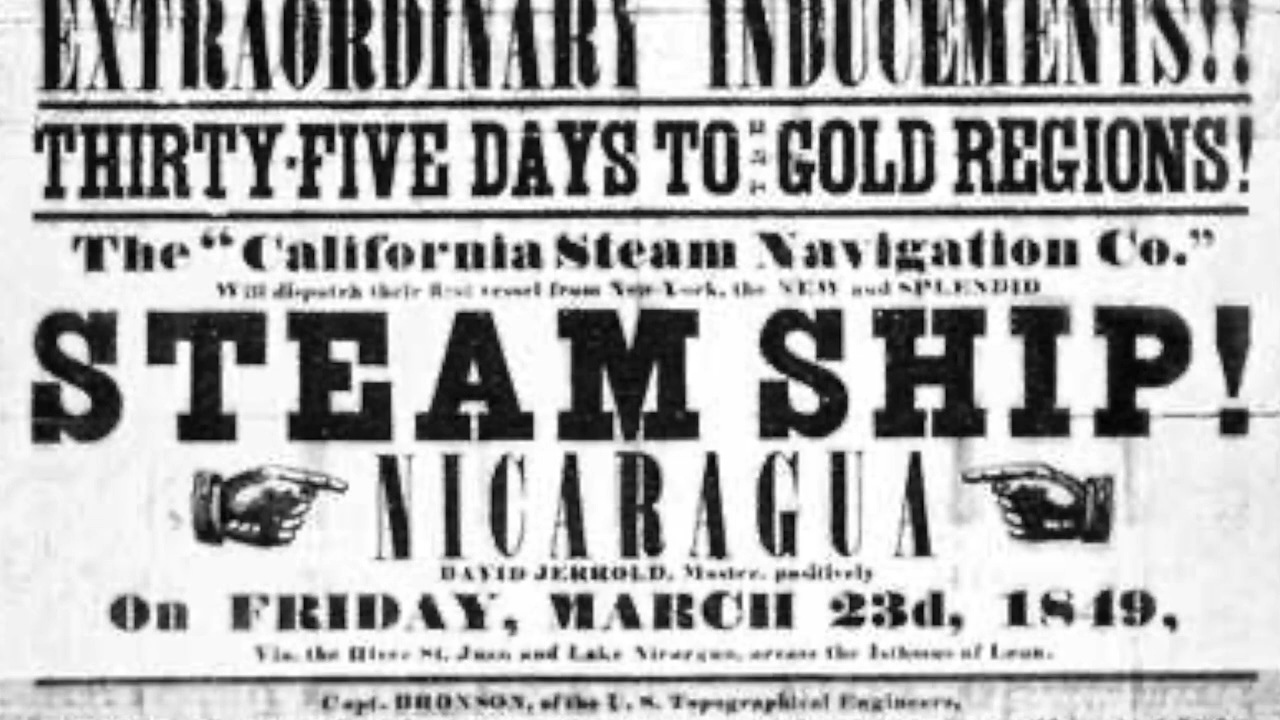 EXTRAORDINARY INDUCEMENTS!!
THIRTY-FIVE DAYS TO THE GOLD REGIONS!
The "California Steam Navigation Co."
Will dispatch their first vessel from New-York, the NEW and SPLENDID
STEAM SHIP!
NICARAGUA
DAVID JERROLD, Master, positively
On FRIDAY, MARCH 23d, 1849,
Via. the River St. Juan and Lake Nicaragua, across the Isthmus of Leon.
Capt. BRONSON, of the U. S. Topographical Engineers,